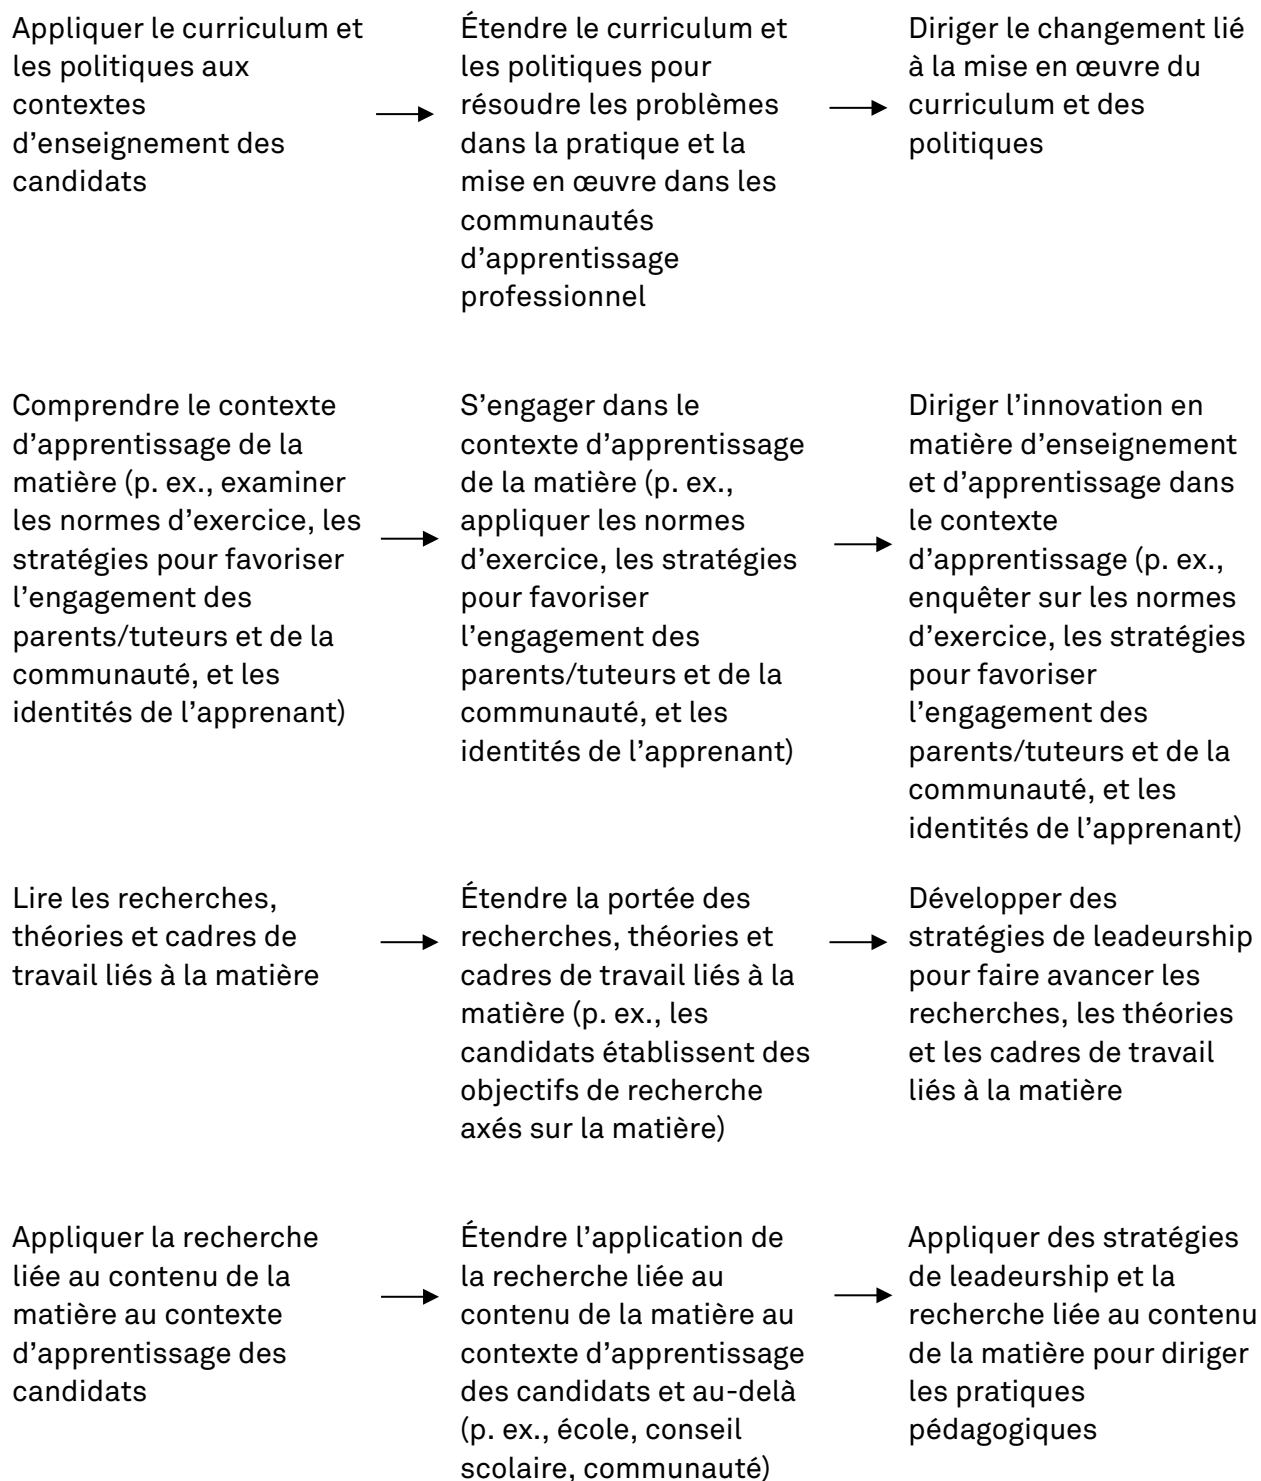 Appliquer le curriculum et
les politiques aux
contextes
d’enseignement des
candidats
Étendre le curriculum et
les politiques pour
résoudre les problèmes
dans la pratique et la
mise en œuvre dans les
communautés
d’apprentissage
professionnel
Diriger le changement lié
à la mise en œuvre du
curriculum et des
politiques
Comprendre le contexte
d’apprentissage de la
matière (p. ex., examiner
les normes d’exercice, les
stratégies pour favoriser
l’engagement des
parents/tuteurs et de la
communauté, et les
identités de l’apprenant)
S’engager dans le
contexte d’apprentissage
de la matière (p. ex.,
appliquer les normes
d’exercice, les stratégies
pour favoriser
l’engagement des
parents/tuteurs et de la
communauté, et les
identités de l’apprenant)
Diriger l’innovation en
matière d’enseignement
et d’apprentissage dans
le contexte
d’apprentissage (p. ex.,
enquêter sur les normes
d’exercice, les stratégies
pour favoriser
l’engagement des
parents/tuteurs et de la
communauté, et les
identités de l’apprenant)
Lire les recherches,
théories et cadres de
travail liés à la matière
Étendre la portée des
recherches, théories et
cadres de travail liés à la
matière (p. ex., les
candidats établissent des
objectifs de recherche
axés sur la matière)
Développer des
stratégies de leadeurship
pour faire avancer les
recherches, les théories
et les cadres de travail
liés à la matière
Appliquer la recherche
liée au contenu de la
matière au contexte
d’apprentissage des
candidats
Étendre l’application de
la recherche liée au
contenu de la matière au
contexte d’apprentissage
des candidats et au-delà
(p. ex., école, conseil
scolaire, communauté)
Appliquer des stratégies
de leadeurship et la
recherche liée au contenu
de la matière pour diriger
les pratiques
pédagogiques